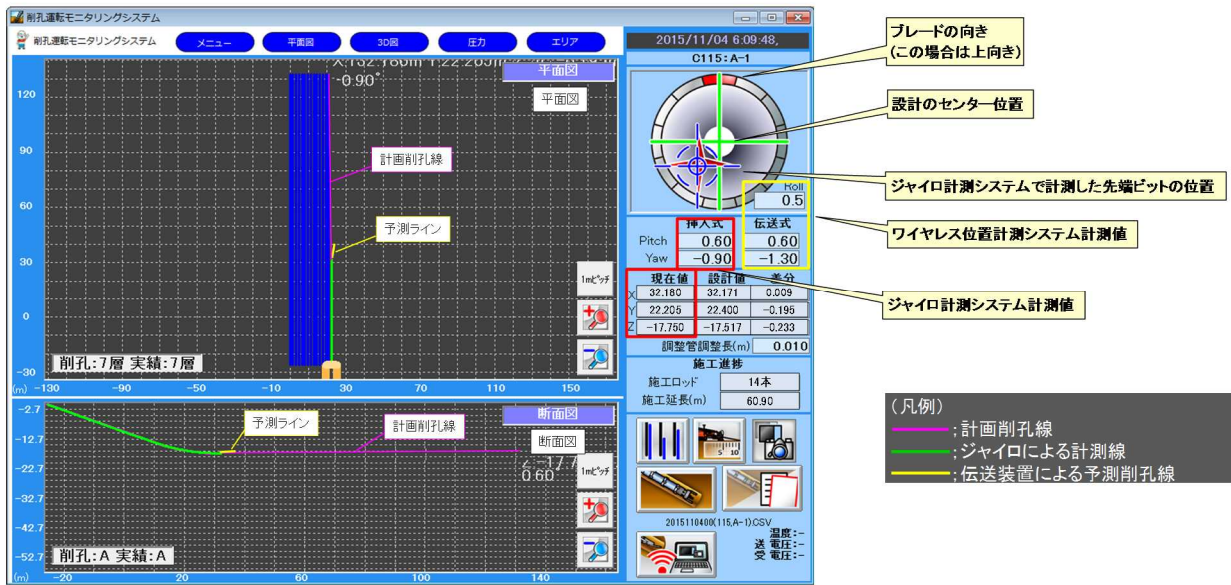 削孔運転モニタリングシステム
削孔運転モニタリングシステム
メニュー 平面図 3D図 圧力 エリア
-0.90°
平面図
平面図
計画削孔線
予測ライン
1mピッチ
120
90
60
30
0
-30
削孔:7層 実績:7層
(m) -130 -90 -50 -10 30 70 110 150
断面図
断面図
予測ライン
計画削孔線
0.60
1mピッチ
-2.7
-12.7
-22.7
-32.7
-42.7
-52.7
削孔:A 実績:A
(m) -20 20 60 100 140
2015/11/04 6:09:48,
C115:A-1
Roll
0.5
挿入式 伝送式
Pitch 0.60 0.60
Yaw -0.90 -1.30
現在値 設計値 差分
X 32.180 32.171 0.009
Y 22.205 22.400 -0.195
Z -17.750 -17.517 -0.233
調整管調整長(m) 0.010
施工進捗
施工ロッド 14本
施工延長(m) 60.90
5 10
2015110400(115,A-1).CSV
温度:-
送 電圧:-
受 電圧:-
ブレードの向き
(この場合は上向き)
設計のセンター位置
ジャイロ計測システムで計測した先端ビットの位置
ワイヤレス位置計測システム計測値
ジャイロ計測システム計測値
(凡例)
;計画削孔線
;ジャイロによる計測線
;伝送装置による予測削孔線